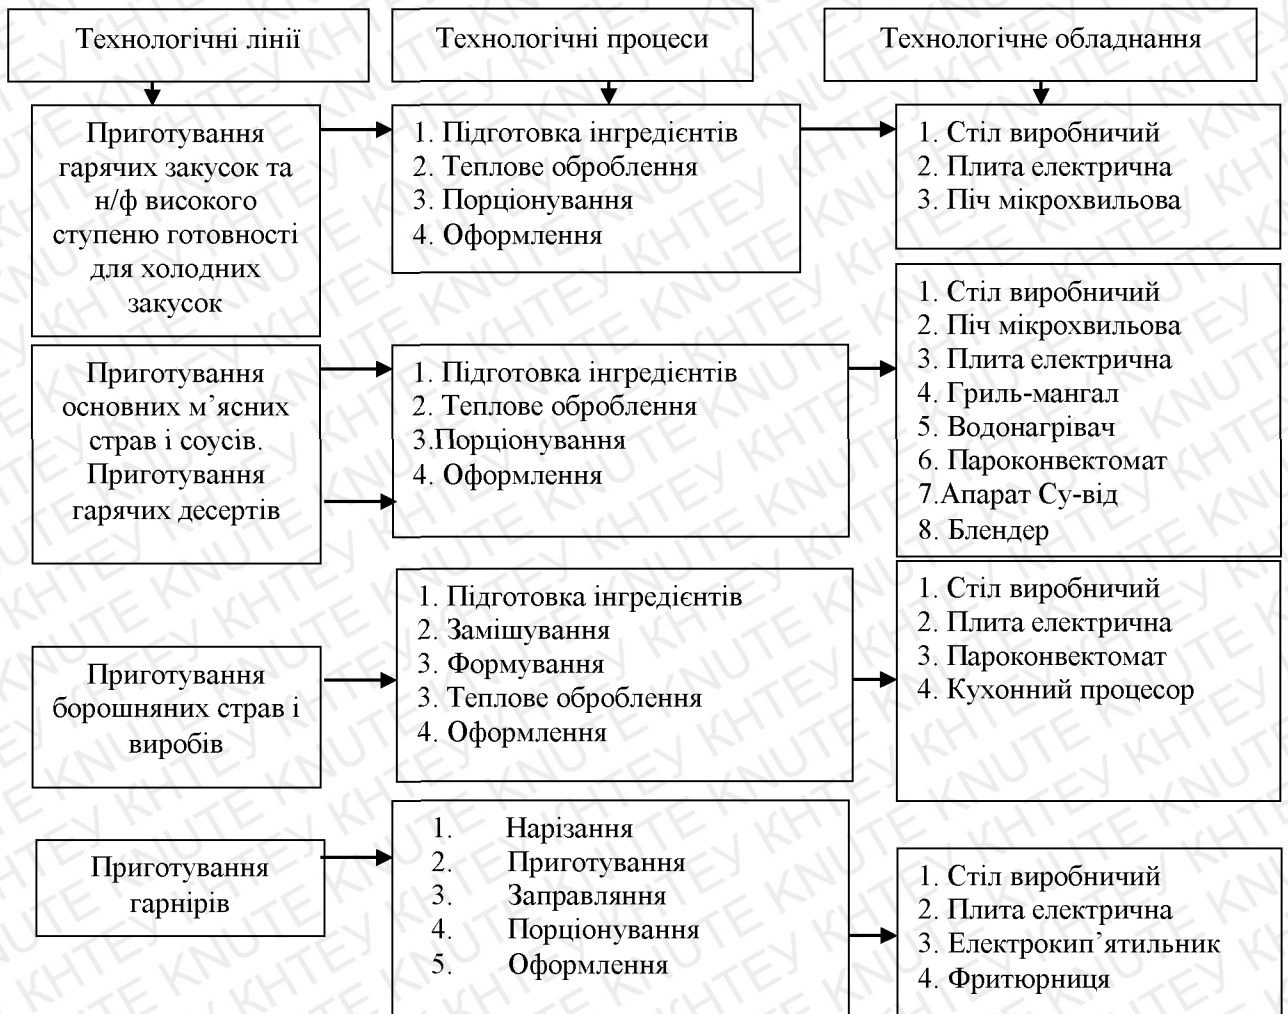 Технологічні лінії
Технологічні процеси
Технологічне обладнання
Приготування
гарячих закусок та
н/ф високого
ступеню готовності
для холодних
закусок
1. Підготовка інгредієнтів
2. Теплове оброблення
3. Порціонування
4. Оформлення
1. Стіл виробничий
2. Плита електрична
3. Піч мікрохвильова
Приготування
основних м’ясних
страв і соусів.
Приготування
гарячих десертів
1. Підготовка інгредієнтів
2. Теплове оброблення
3.Порціонування
4. Оформлення
1. Стіл виробничий
2. Піч мікрохвильова
3. Плита електрична
4. Гриль-мангал
5. Водонагрівач
6. Пароконвектомат
7.Апарат Су-від
8. Блендер
Приготування
борошняних страв і
виробів
1. Підготовка інгредієнтів
2. Замішування
3. Формування
3. Теплове оброблення
4. Оформлення
1. Стіл виробничий
2. Плита електрична
3. Пароконвектомат
4. Кухонний процесор
Приготування
гарнірів
1. Нарізання
2. Приготування
3. Заправляння
4. Порціонування
5. Оформлення
1. Стіл виробничий
2. Плита електрична
3. Електрокип’ятильник
4. Фритюрниця